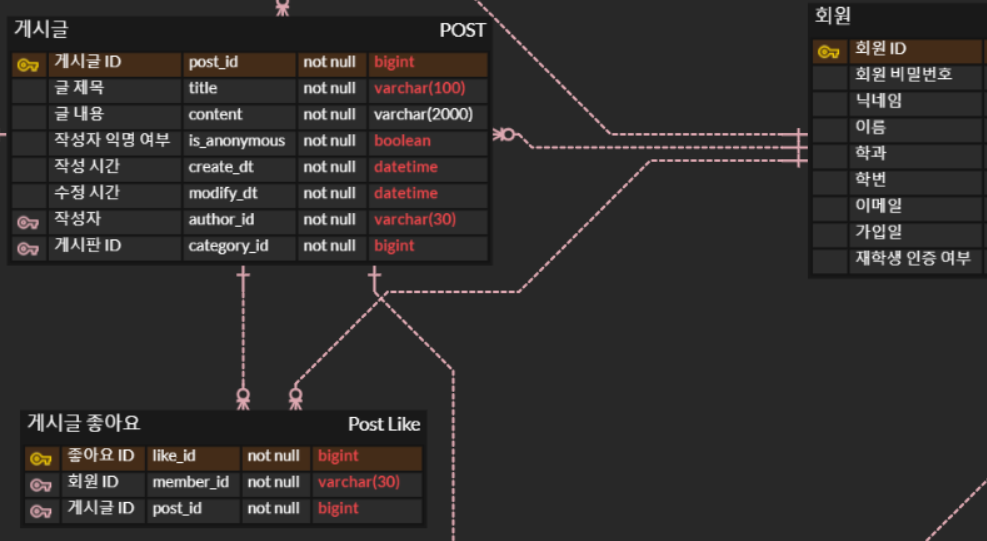 게시글 POST
게시글 ID post_id not null bigint
글 제목 title not null varchar(100)
글 내용 content not null varchar(2000)
작성자 익명 여부 is_anonymous not null boolean
작성 시간 create_dt not null datetime
수정 시간 modify_dt not null datetime
작성자 author_id not null varchar(30)
게시판 ID category_id not null bigint
회원
회원 ID
회원 비밀번호
닉네임
이름
학과
학번
이메일
가입일
재학생 인증 여부
게시글 좋아요 Post Like
좋아요 ID like_id not null bigint
회원 ID member_id not null varchar(30)
게시글 ID post_id not null bigint